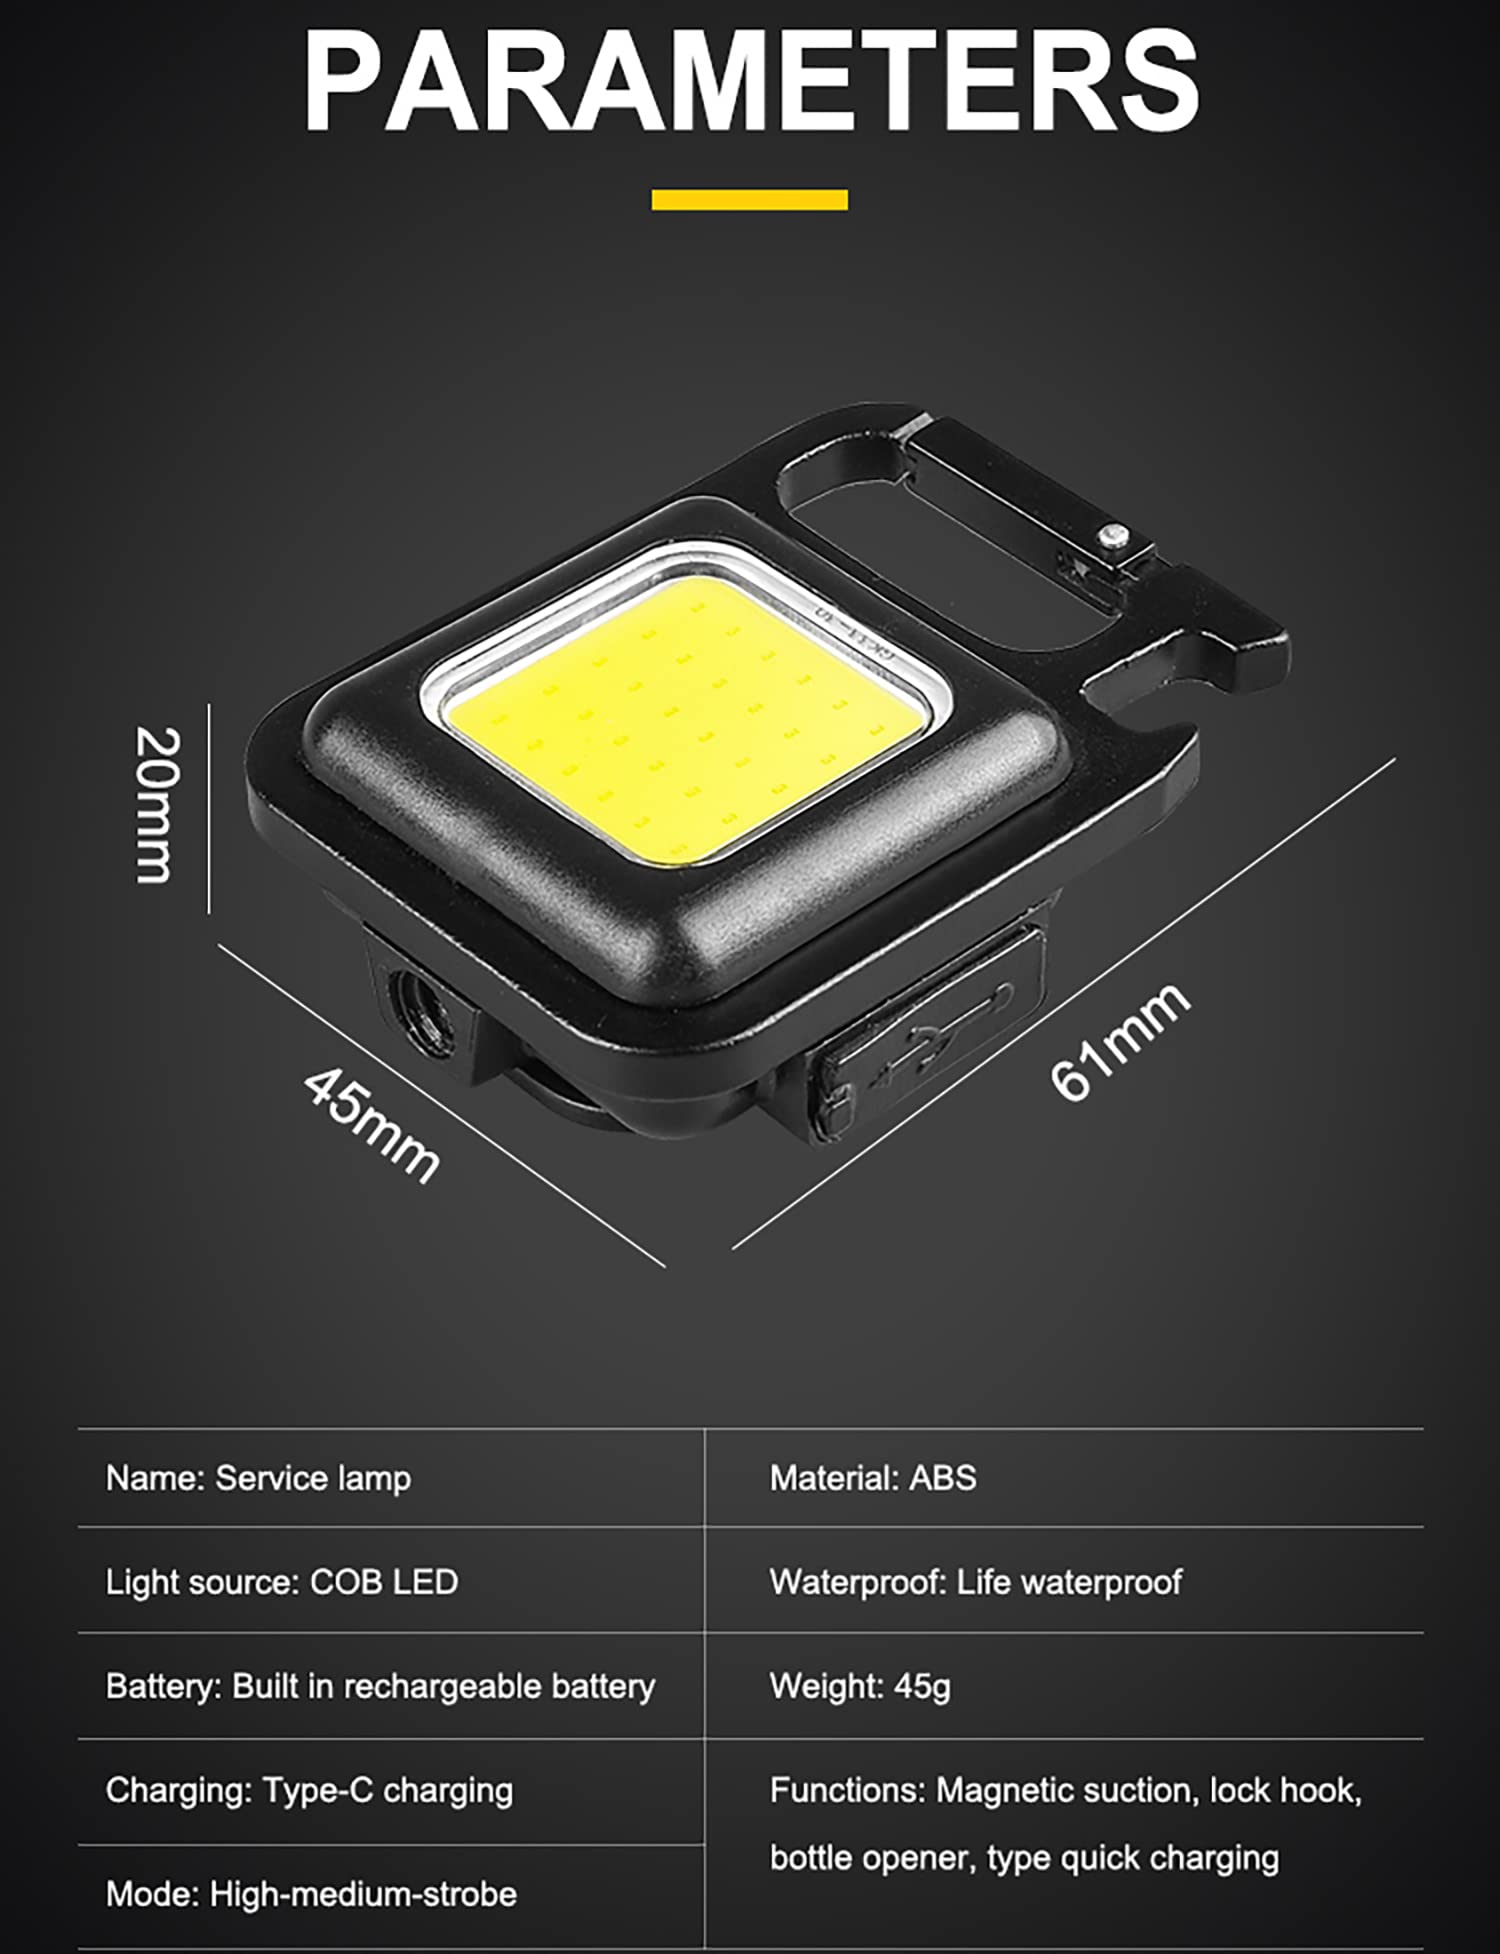 PARAMETERS
20mm
45mm
61mm
Name: Service lamp
Material: ABS
Light source: COB LED
Waterproof: Life waterproof
Battery: Built in rechargeable battery
Weight: 45g
Charging: Type-C charging
Functions: Magnetic suction, lock hook,
bottle opener, type quick charging
Mode: High-medium-strobe